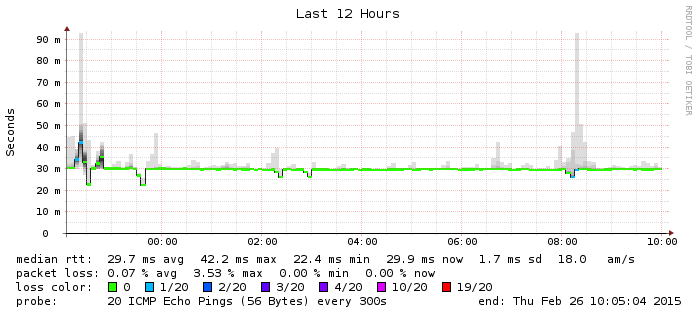 Last 12 Hours
RRDTOOL / TOBI OETIKER
Seconds
90 m
80 m
70 m
60 m
50 m
40 m
30 m
20 m
10 m
0
00:00 02:00 04:00 06:00 08:00 10:00
median rtt: 29.7 ms avg 42.2 ms max 22.4 ms min 29.9 ms now 1.7 ms sd 18.0 am/s
packet loss: 0.07 % avg 3.53 % max 0.00 % min 0.00 % now
loss color: 0 1/20 2/20 3/20 4/20 10/20 19/20
probe: 20 ICMP Echo Pings (56 Bytes) every 300s end: Thu Feb 26 10:05:04 2015